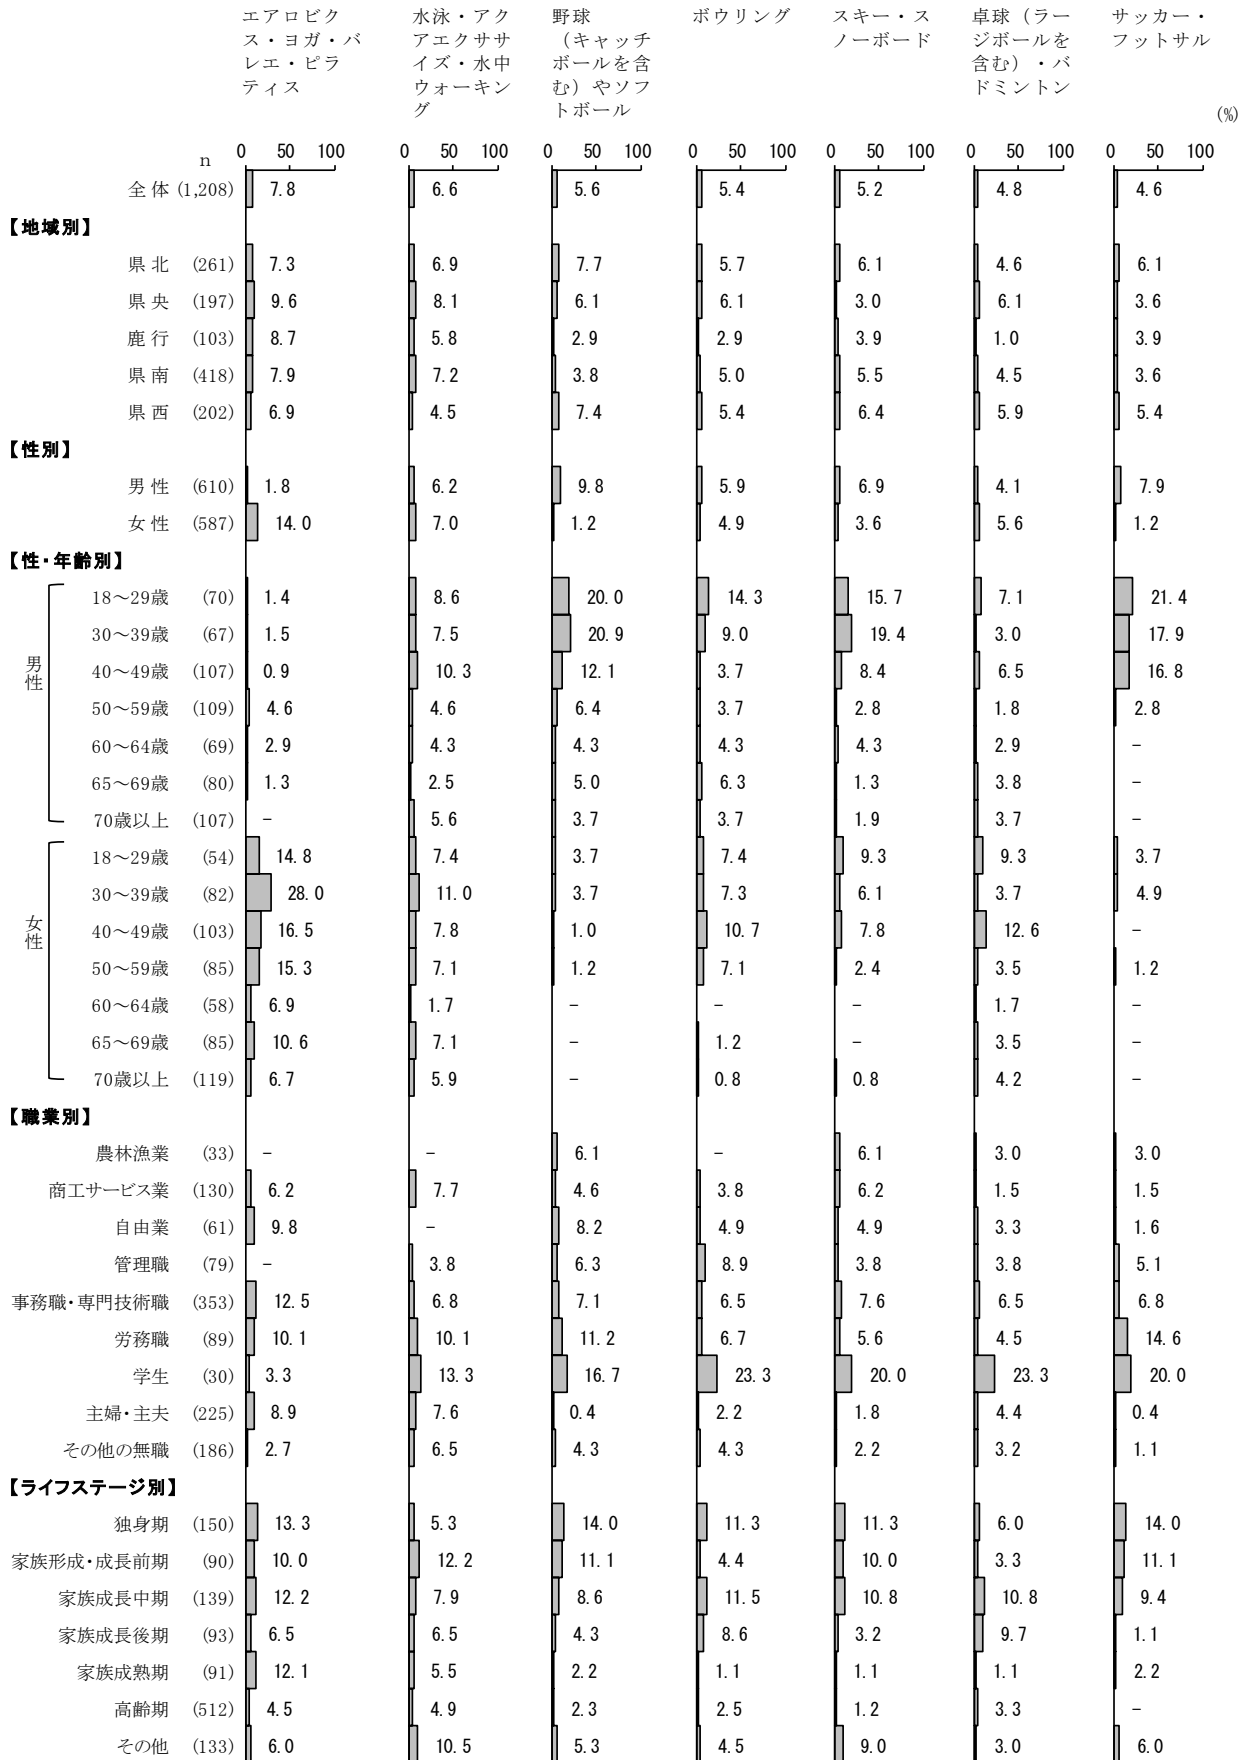 エアロビク
ス・ヨガ・バ
レエ・ピラ
ティス
水泳・アク
アエクササ
イズ・水中
ウォーキン
グ
野球
（キャッチ
ボールを含
む）やソフ
トボール
ボウリング
スキー・ス
ノーボード
卓球（ラー
ジボールを
含む）・バ
ドミントン
サッカー・
フットサル
(%)
n 0 50 100 0 50 100 0 50 100 0 50 100 0 50 100 0 50 100 0 50 100
全体 (1,208) 7.8 6.6 5.6 5.4 5.2 4.8 4.6
【地域別】
県北 (261) 7.3 6.9 7.7 5.7 6.1 4.6 6.1
県央 (197) 9.6 8.1 6.1 6.1 3.0 6.1 3.6
鹿行 (103) 8.7 5.8 2.9 2.9 3.9 1.0 3.9
県南 (418) 7.9 7.2 3.8 5.0 5.5 4.5 3.6
県西 (202) 6.9 4.5 7.4 5.4 6.4 5.9 5.4
【性別】
男性 (610) 1.8 6.2 9.8 5.9 6.9 4.1 7.9
女性 (587) 14.0 7.0 1.2 4.9 3.6 5.6 1.2
【性・年齢別】
男性
18～29歳 (70) 1.4 8.6 20.0 14.3 15.7 7.1 21.4
30～39歳 (67) 1.5 7.5 20.9 9.0 19.4 3.0 17.9
40～49歳 (107) 0.9 10.3 12.1 3.7 8.4 6.5 16.8
50～59歳 (109) 4.6 4.6 6.4 3.7 2.8 1.8 2.8
60～64歳 (69) 2.9 4.3 4.3 4.3 4.3 2.9 −
65～69歳 (80) 1.3 2.5 5.0 6.3 1.3 3.8 −
70歳以上 (107) − 5.6 3.7 3.7 1.9 3.7 −
女性
18～29歳 (54) 14.8 7.4 3.7 7.4 9.3 9.3 3.7
30～39歳 (82) 28.0 11.0 3.7 7.3 6.1 3.7 4.9
40～49歳 (103) 16.5 7.8 1.0 10.7 7.8 12.6 −
50～59歳 (85) 15.3 7.1 1.2 7.1 2.4 3.5 1.2
60～64歳 (58) 6.9 1.7 − − − 1.7 −
65～69歳 (85) 10.6 7.1 − 1.2 − 3.5 −
70歳以上 (119) 6.7 5.9 − 0.8 0.8 4.2 −
【職業別】
農林漁業 (33) − − 6.1 − 6.1 3.0 3.0
商工サービス業 (130) 6.2 7.7 4.6 3.8 6.2 1.5 1.5
自由業 (61) 9.8 − 8.2 4.9 4.9 3.3 1.6
管理職 (79) − 3.8 6.3 8.9 3.8 3.8 5.1
事務職・専門技術職 (353) 12.5 6.8 7.1 6.5 7.6 6.5 6.8
労務職 (89) 10.1 10.1 11.2 6.7 5.6 4.5 14.6
学生 (30) 3.3 13.3 16.7 23.3 20.0 23.3 20.0
主婦・主夫 (225) 8.9 7.6 0.4 2.2 1.8 4.4 0.4
その他の無職 (186) 2.7 6.5 4.3 4.3 2.2 3.2 1.1
【ライフステージ別】
独身期 (150) 13.3 5.3 14.0 11.3 11.3 6.0 14.0
家族形成・成長前期 (90) 10.0 12.2 11.1 4.4 10.0 3.3 11.1
家族成長中期 (139) 12.2 7.9 8.6 11.5 10.8 10.8 9.4
家族成長後期 (93) 6.5 6.5 4.3 8.6 3.2 9.7 1.1
家族成熟期 (91) 12.1 5.5 2.2 1.1 1.1 1.1 2.2
高齢期 (512) 4.5 4.9 2.3 2.5 1.2 3.3 −
その他 (133) 6.0 10.5 5.3 4.5 9.0 3.0 6.0